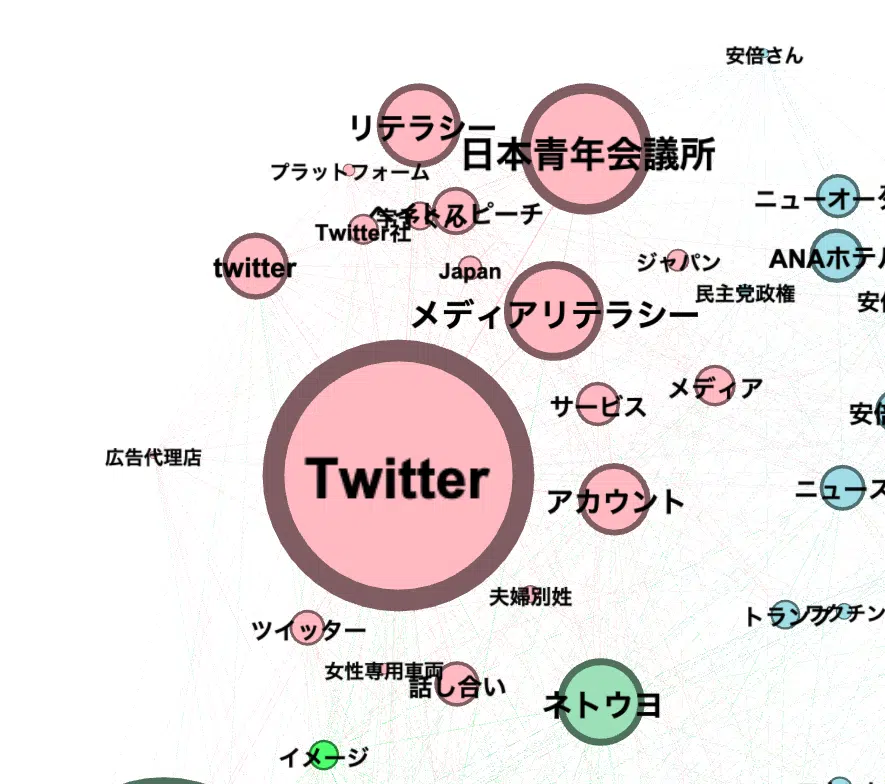 安倍さん
リテラシー
日本青年会議所
プラットフォーム
ニューオータ
ヘイトスピーチ
Twitter社
twitter
Japan
ジャパン
ANAホテル
民主党政権
安倍
メディアリテラシー
メディア
サービス
安倍
広告代理店
Twitter
アカウント
ニュース
夫婦別姓
トランプ
ワクチン
ツイッター
女性専用車両
話し合い
ネトウヨ
イメージ